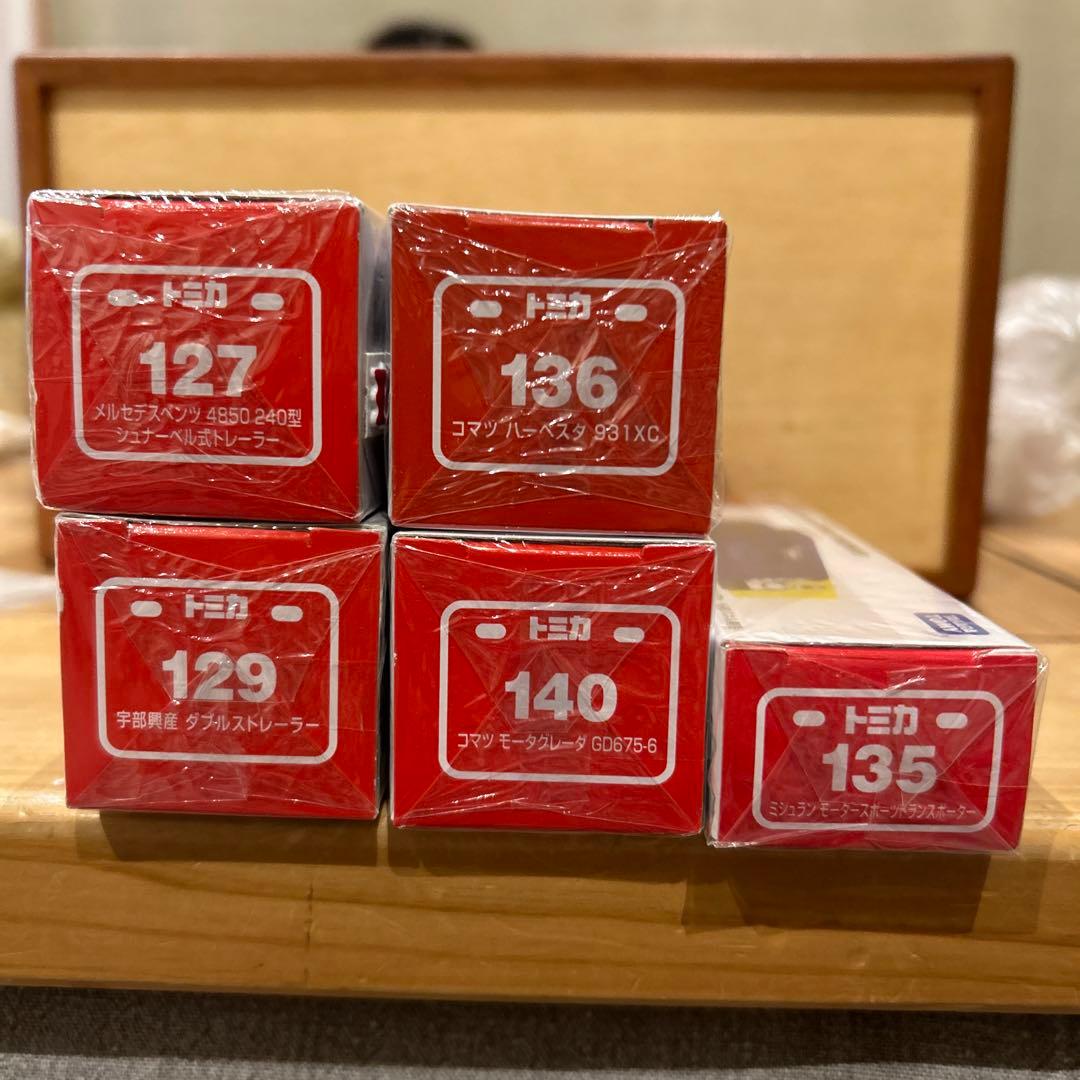 トミカ
127
メルセデスベンツ 4850 240型
シュナーベル式トレーラー
トミカ
136
コマツ ハーベスタ 931XC
トミカ
129
宇部興産 ダブルストレーラー
トミカ
140
コマツ モータグレーダ GD675-6
トミカ
135
ミシュラン モータースポーツトランスポーター